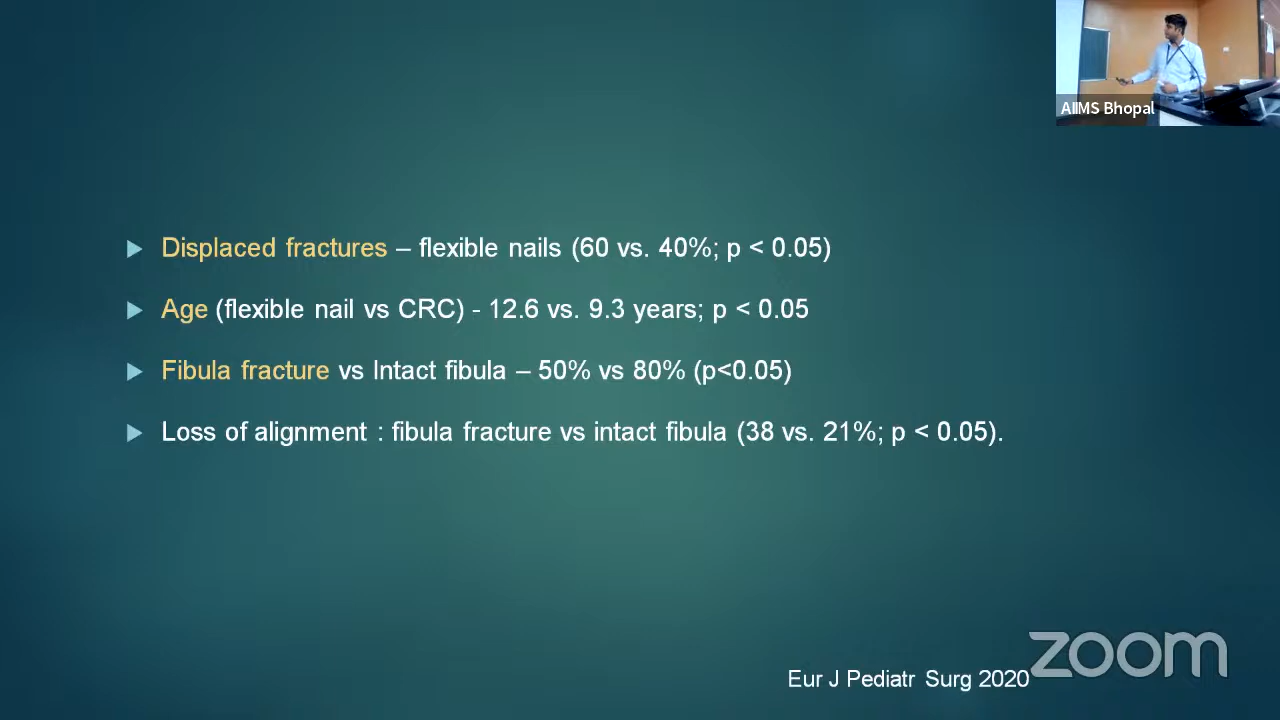 AIIMS Bhopal
Displaced fractures – flexible nails (60 vs. 40%; p < 0.05)
Age (flexible nail vs CRC) - 12.6 vs. 9.3 years; p < 0.05
Fibula fracture vs Intact fibula – 50% vs 80% (p<0.05)
Loss of alignment : fibula fracture vs intact fibula (38 vs. 21%; p < 0.05).
Eur J Pediatr Surg 2020
zoom